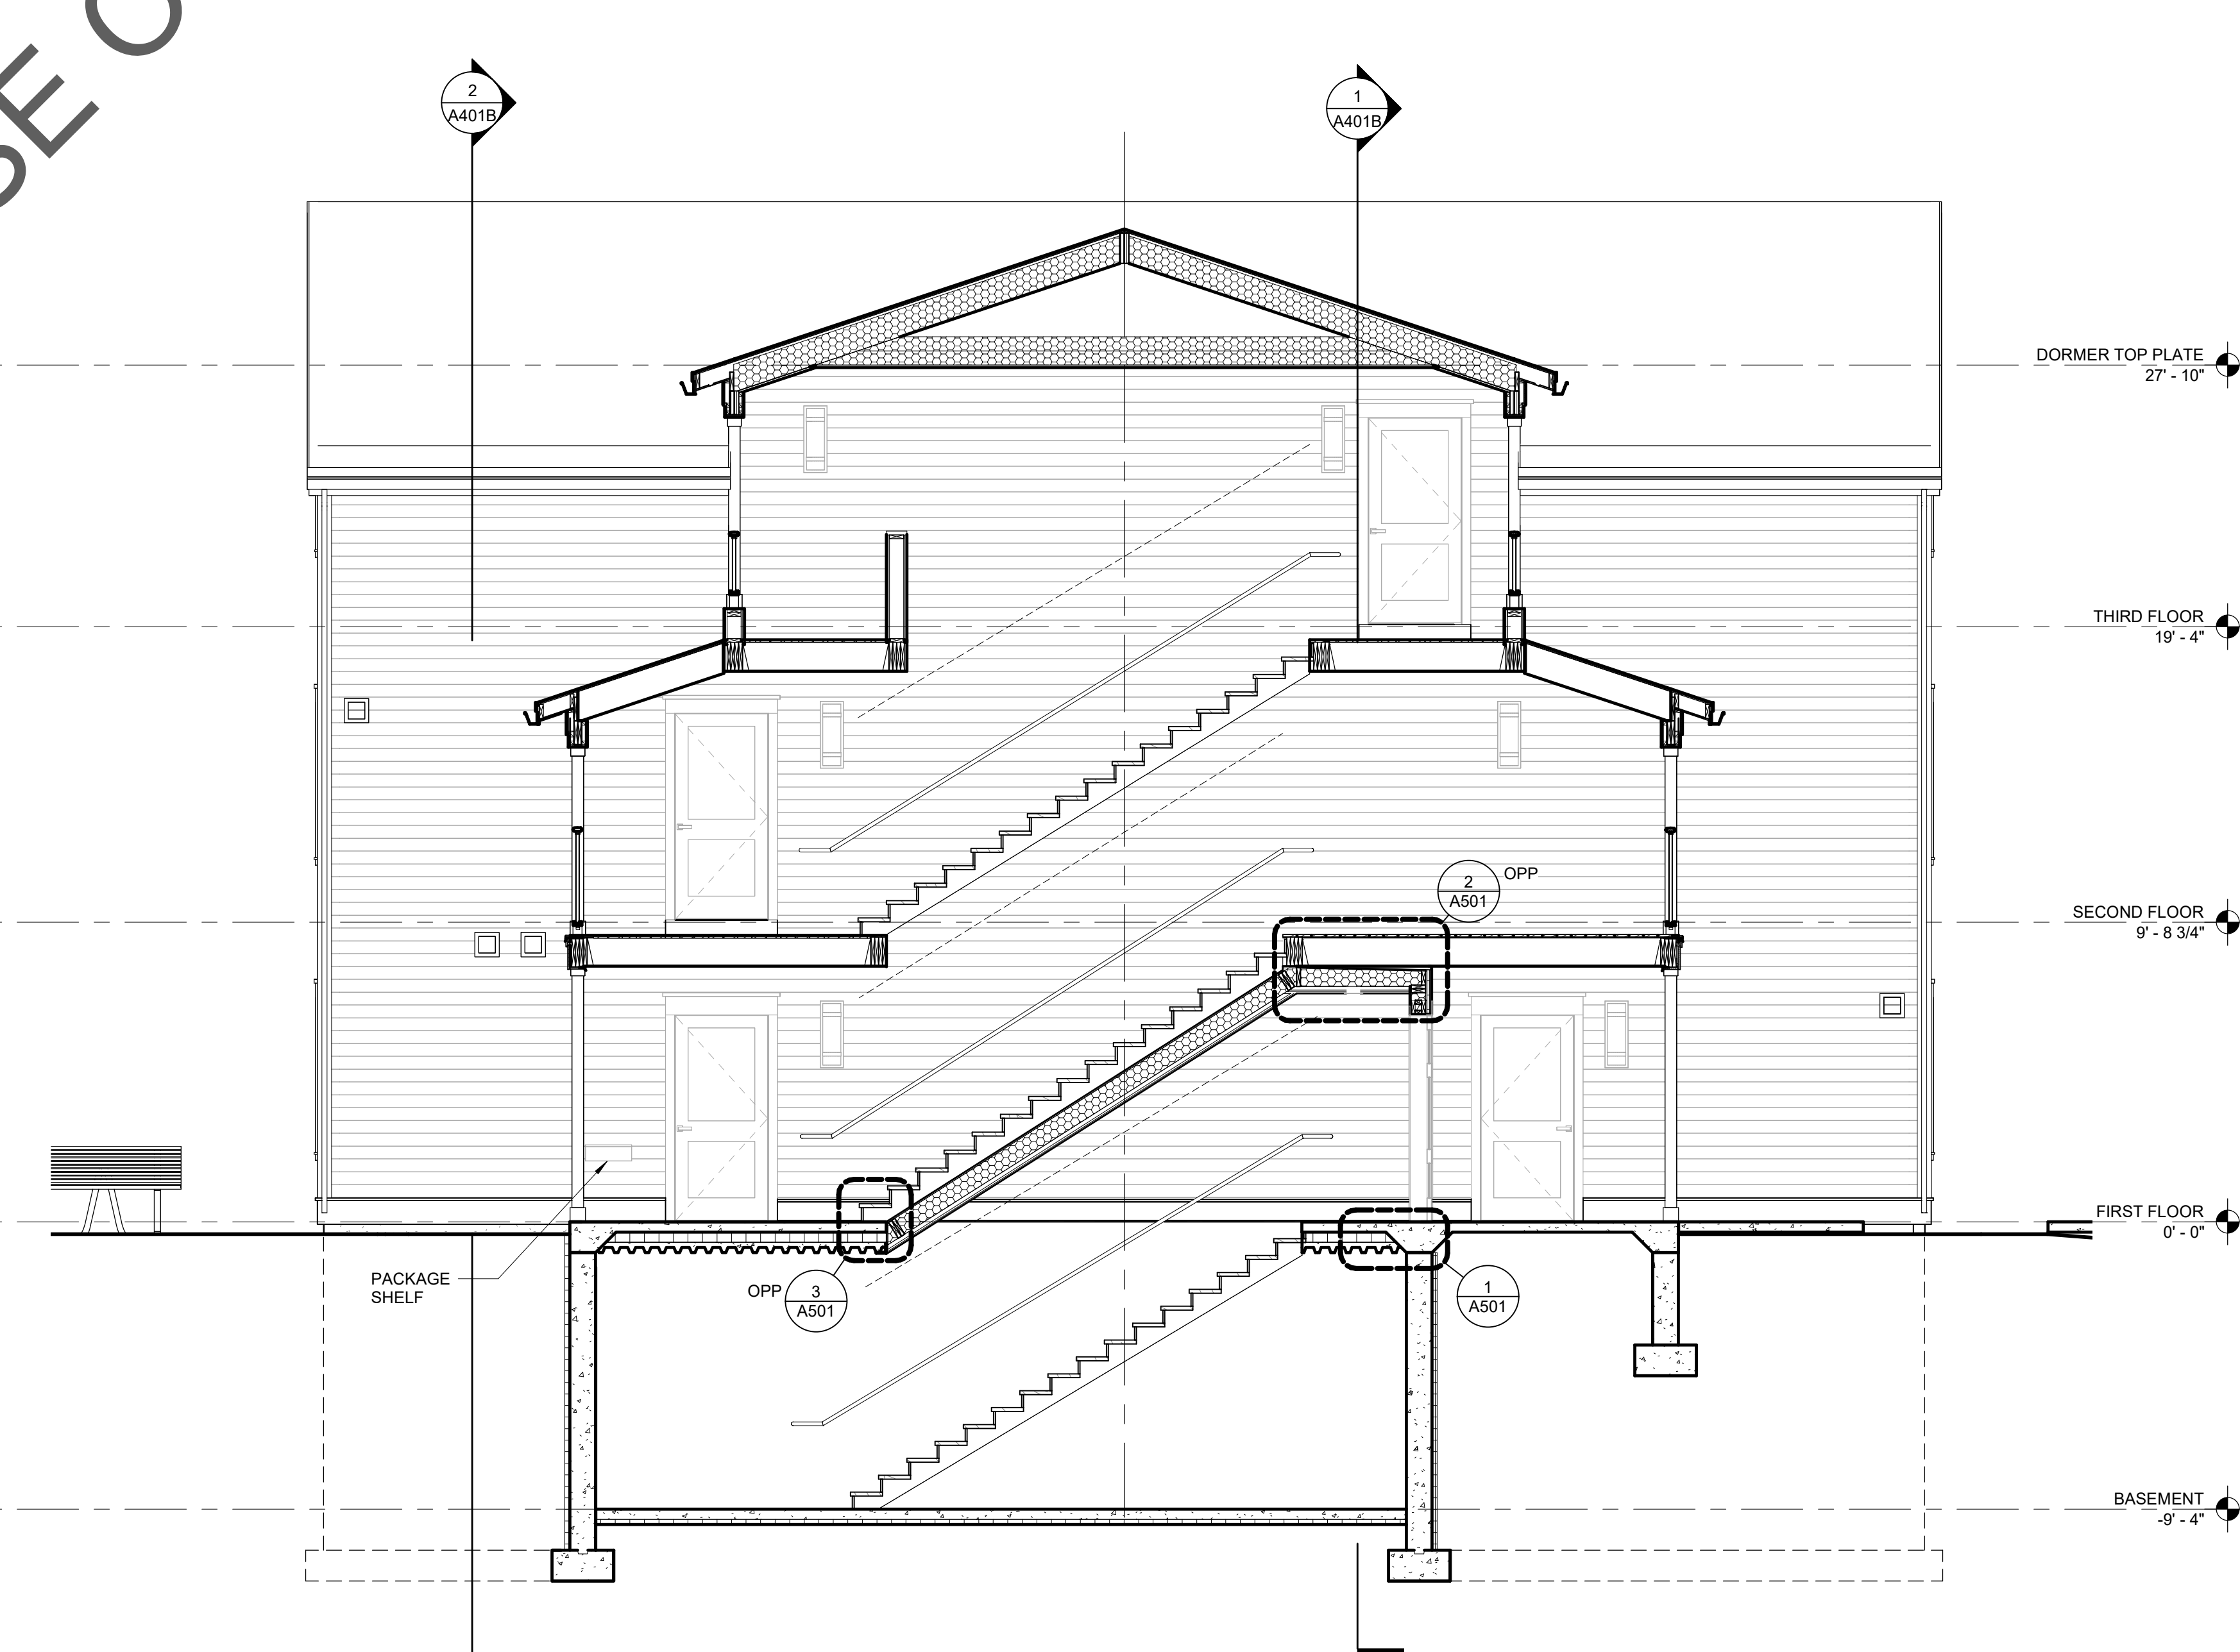 SE O
2
A401B
1
A401B
DORMER TOP PLATE
27' - 10"
THIRD FLOOR
19' - 4"
2
A501
OPP
SECOND FLOOR
9' - 8 3/4"
FIRST FLOOR
0' - 0"
PACKAGE
SHELF
OPP
3
A501
1
A501
BASEMENT
-9' - 4"